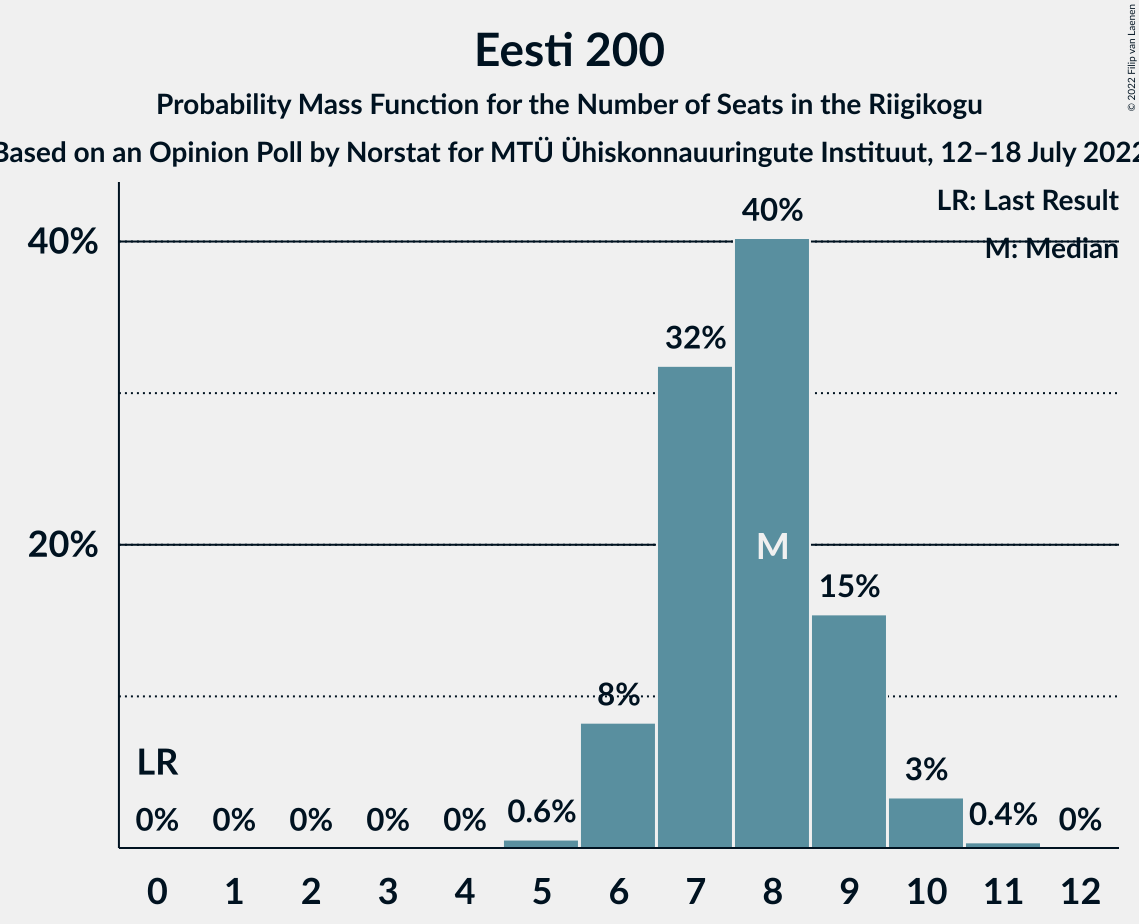 Eesti 200
Probability Mass Function for the Number of Seats in the Riigikogu
Based on an Opinion Poll by Norstat for MTÜ Ühiskonnauuringute Instituut, 12–18 July 2022
© 2022 Filip van Laenen
LR: Last Result
M: Median
40%
20%
LR
0%
0%
0%
0%
0%
0.6%
8%
32%
40%
M
15%
3%
0.4%
0%
0 1 2 3 4 5 6 7 8 9 10 11 12